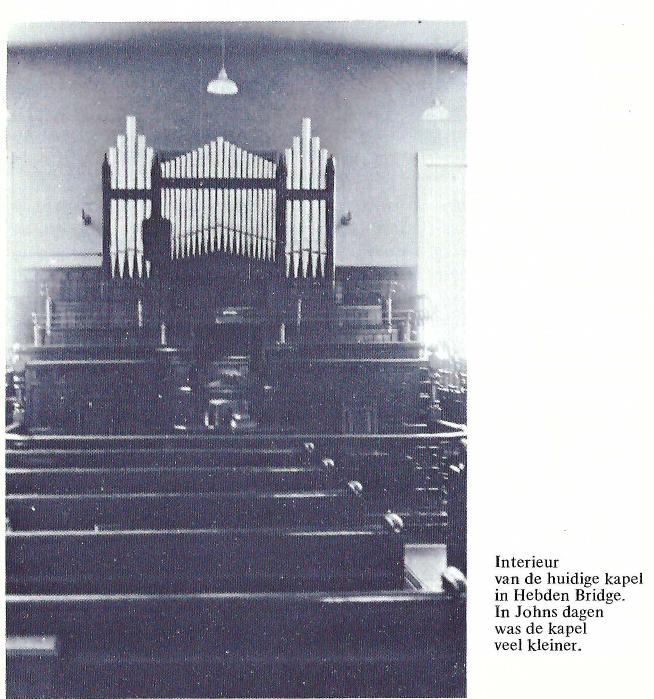 Interieur
van de huidige kapel
in Hebden Bridge.
In Johns dagen
was de kapel
veel kleiner.